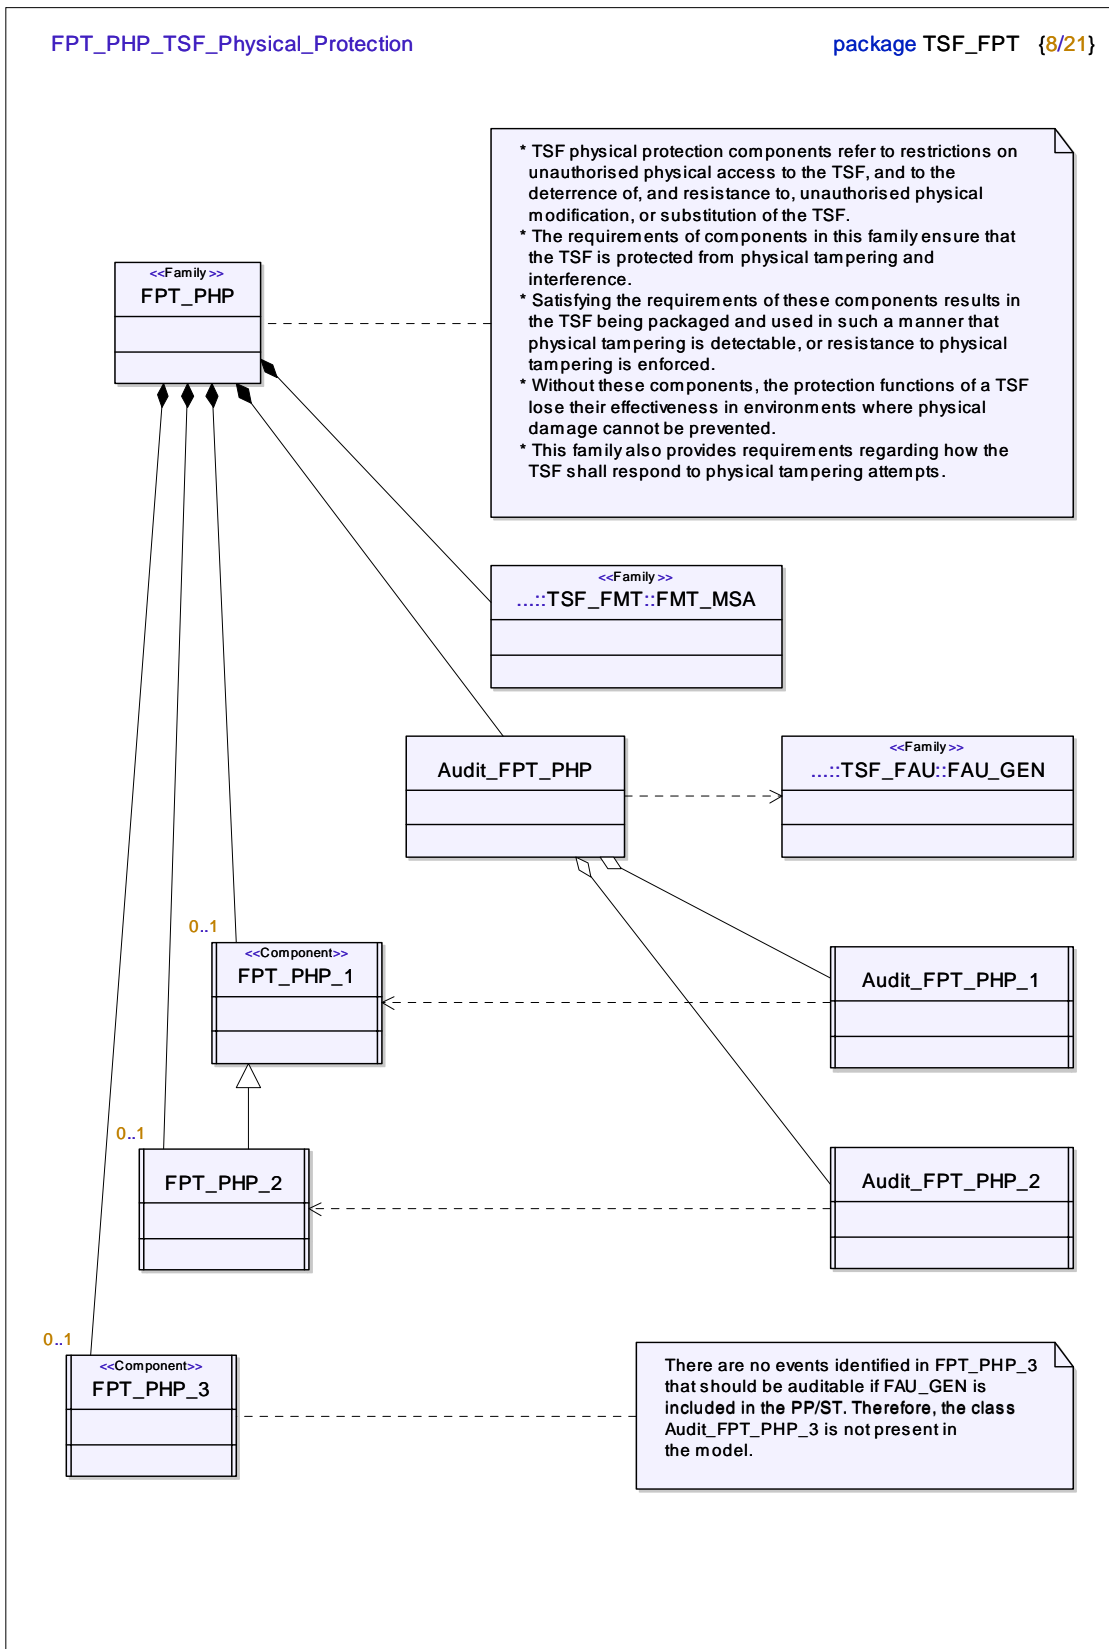 FPT_PHP_TSF_Physical_Protection
package TSF_FPT {8/21}
* TSF physical protection components refer to restrictions on
unauthorised physical access to the TSF, and to the
deterrence of, and resistance to, unauthorised physical
modification, or substitution of the TSF.
* The requirements of components in this family ensure that
the TSF is protected from physical tampering and
interference.
* Satisfying the requirements of these components results in
the TSF being packaged and used in such a manner that
physical tampering is detectable, or resistance to physical
tampering is enforced.
* Without these components, the protection functions of a TSF
lose their effectiveness in environments where physical
damage cannot be prevented.
* This family also provides requirements regarding how the
TSF shall respond to physical tampering attempts.
<<Family>>
FPT_PHP
<<Family>>
...::TSF_FMT::FMT_MSA
Audit_FPT_PHP
<<Family>>
...::TSF_FAU::FAU_GEN
0..1
<<Component>>
FPT_PHP_1
Audit_FPT_PHP_1
0..1
FPT_PHP_2
Audit_FPT_PHP_2
0..1
<<Component>>
FPT_PHP_3
There are no events identified in FPT_PHP_3
that should be auditable if FAU_GEN is
included in the PP/ST. Therefore, the class
Audit_FPT_PHP_3 is not present in
the model.